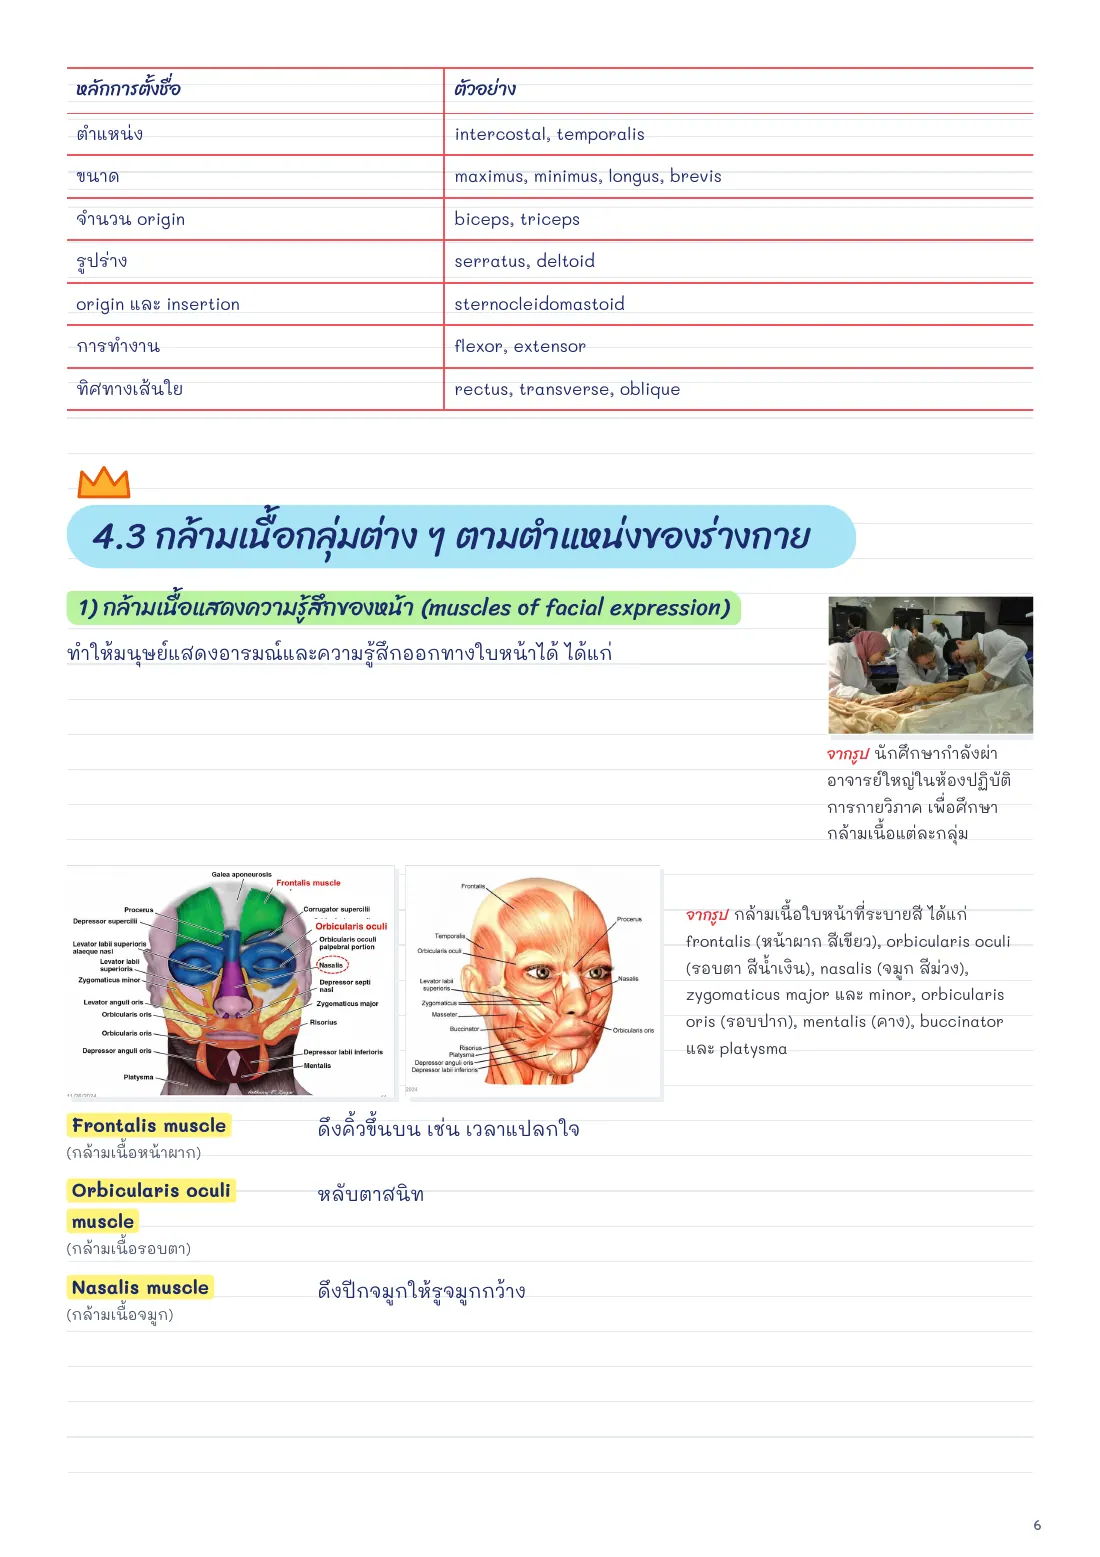 หลักการตั้งชื่อ ตัวอย่าง
ตำแหน่ง intercostal, temporalis
ขนาด maximus, minimus, longus, brevis
จำนวน origin biceps, triceps
รูปร่าง serratus, deltoid
origin และ insertion sternocleidomastoid
การทำงาน flexor, extensor
ทิศทางเส้นใย rectus, transverse, oblique
4.3 กล้ามเนื้อกลุ่มต่าง ๆ ตามตำแหน่งของร่างกาย
1) กล้ามเนื้อแสดงความรู้สึกของหน้า (muscles of facial expression)
ทำให้มนุษย์แสดงอารมณ์และความรู้สึกออกทางใบหน้าได้ ได้แก่
จากรูป นักศึกษากำลังผ่า
อาจารย์ใหญ่ในห้องปฏิบัติ
การกายวิภาค เพื่อศึกษา
กล้ามเนื้อแต่ละกลุ่ม
Galea aponeurosis
Frontalis muscle
Procerus
Corrugator supercilii
Depressor supercilii
Orbicularis oculi
Orbicularis occuli
palpebral portion
Levator labii superioris
alaeque nasi
Levator labii
superioris
Nasalis
Zygomaticus minor
Depressor septi
nasi
Levator anguli oris
Zygomaticus major
Orbicularis oris
Risorius
Orbicularis oris
Depressor anguli oris
Depressor labii inferioris
Mentalis
Platysma
11/06/2024
Frontalis
Procerus
Temporalis
Orbicularis oculi
Levator labii
superioris
Nasalis
Zygomaticus
Masseter
Buccinator
Orbicularis oris
Risorius
Platysma
Depressor anguli oris
Depressor labii inferioris
2024
จากรูป กล้ามเนื้อใบหน้าที่ระบายสี ได้แก่
frontalis (หน้าผาก สีเขียว), orbicularis oculi
(รอบตา สีน้ำเงิน), nasalis (จมูก สีม่วง),
zygomaticus major และ minor, orbicularis
oris (รอบปาก), mentalis (คาง), buccinator
และ platysma
Frontalis muscle ดึงคิ้วขึ้นบน เช่น เวลาแปลกใจ
(กล้ามเนื้อหน้าผาก)
Orbicularis oculi หลับตาสนิท
muscle
(กล้ามเนื้อรอบตา)
Nasalis muscle ดึงปีกจมูกให้รูจมูกกว้าง
(กล้ามเนื้อจมูก)
6